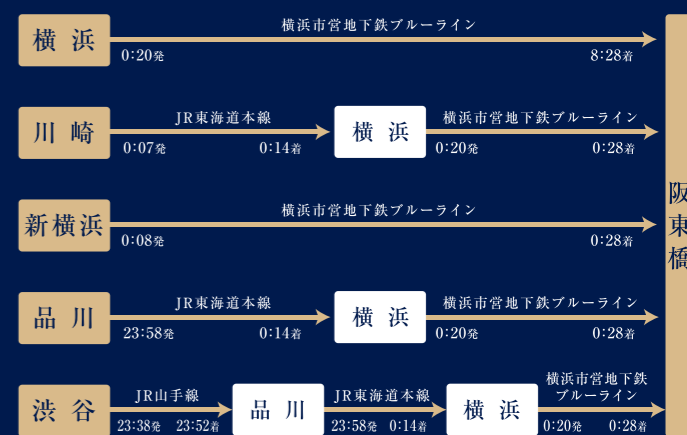 横浜市営地下鉄ブルーライン
横浜
0:20発 8:28着
JR東海道本線 横浜市営地下鉄ブルーライン
川崎 横浜
0:07発 0:14着 0:20発 0:28着
横浜市営地下鉄ブルーライン
新横浜
0:08発 0:28着
阪東橋
JR東海道本線 横浜市営地下鉄ブルーライン
品川 横浜
23:58発 0:14着 0:20発 0:28着
横浜市営地下鉄
JR山手線 JR東海道本線 ブルーライン
渋谷 品川 横浜
23:38発 23:52着 23:58発 0:14着 0:20発 0:28着